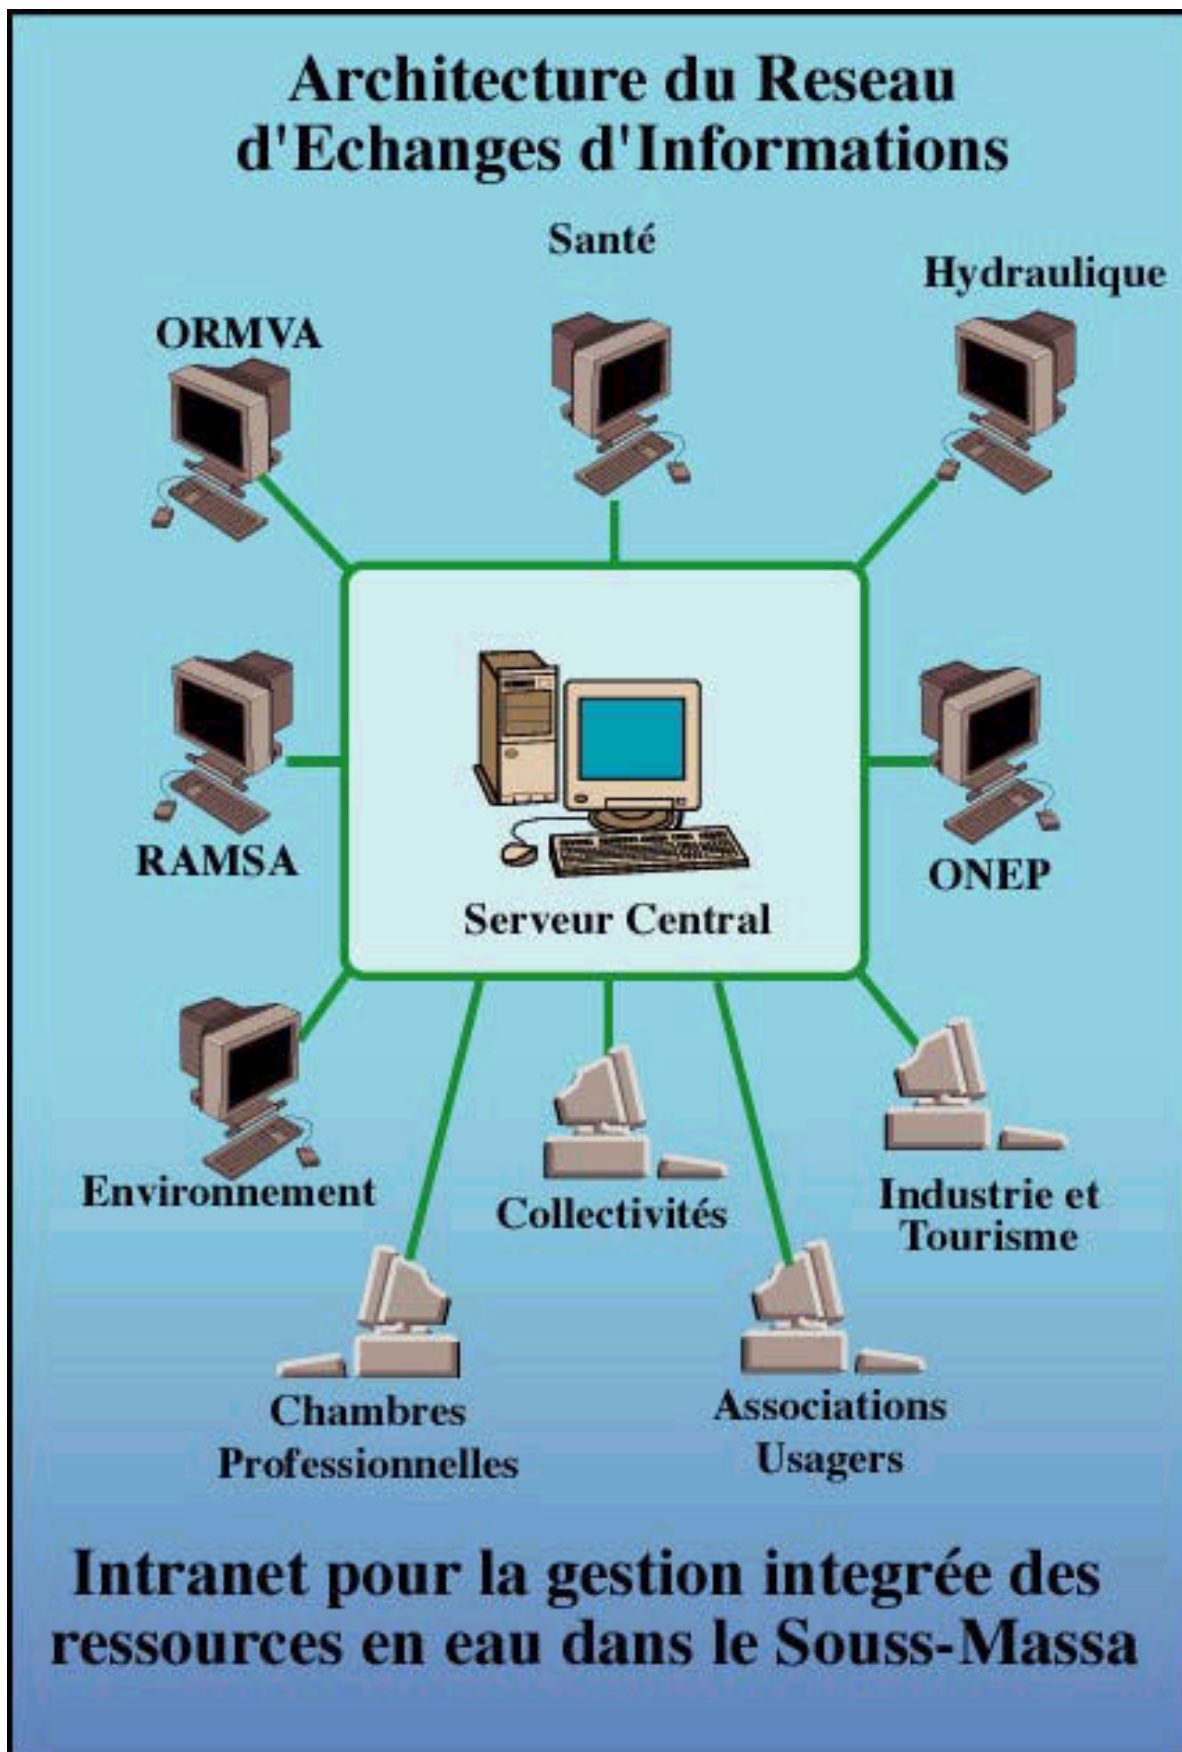 Architecture du Reseau
d'Echanges d'Informations
Santé
Hydraulique
ORMVA
RAMSA
ONEP
Serveur Central
Environnement
Collectivités
Industrie et
Tourisme
Chambres
Professionnelles
Associations
Usagers
Intranet pour la gestion integrée des
ressources en eau dans le Souss-Massa